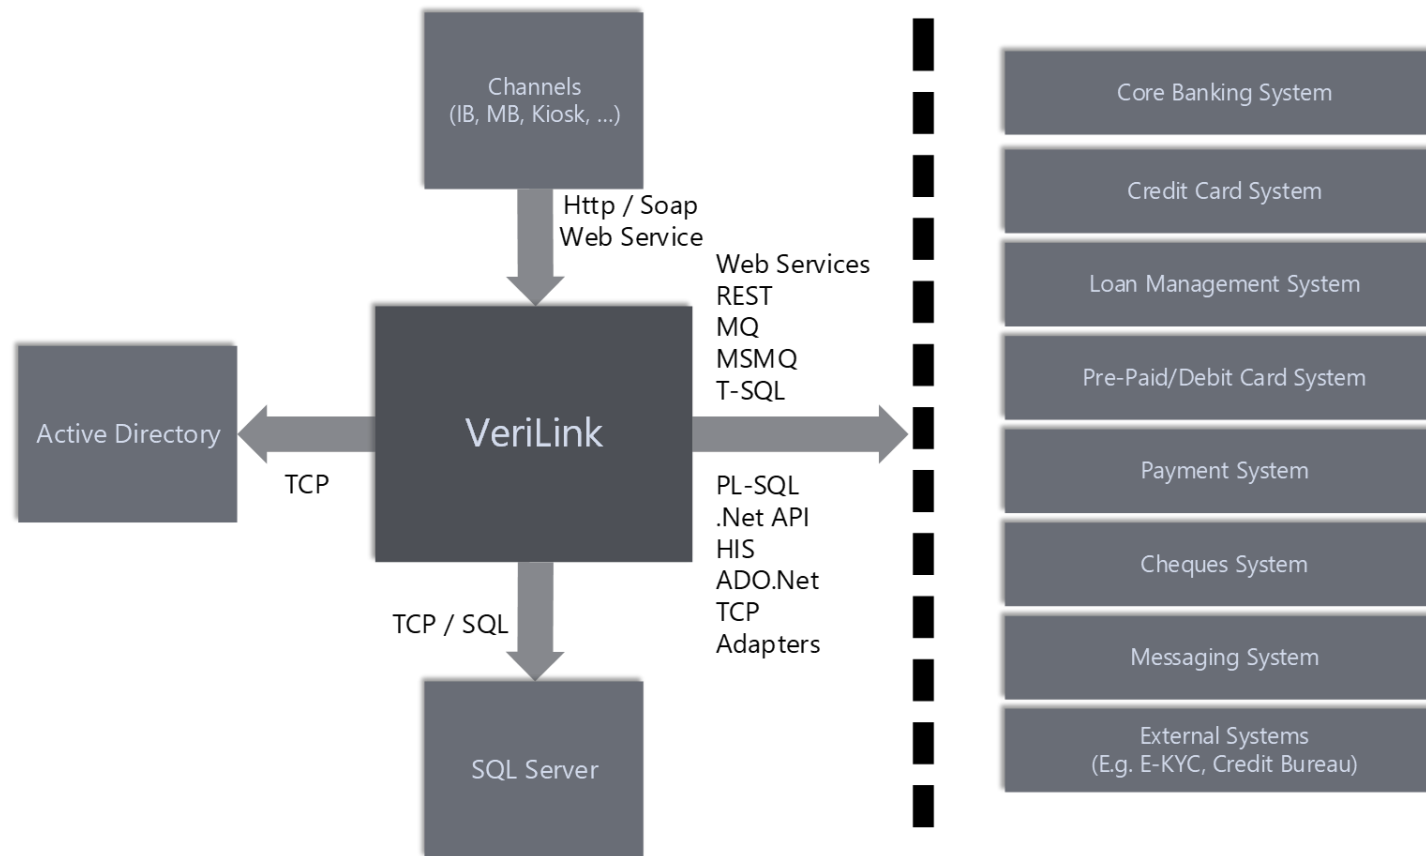 Channels
(IB, MB, Kiosk, ...)
Http / Soap
Web Service
Web Services
REST
MQ
MSMQ
T-SQL
Active Directory
VeriLink
TCP
PL-SQL
.Net API
HIS
ADO.Net
TCP
Adapters
TCP / SQL
SQL Server
Core Banking System
Credit Card System
Loan Management System
Pre-Paid/Debit Card System
Payment System
Cheques System
Messaging System
External Systems
(E.g. E-KYC, Credit Bureau)